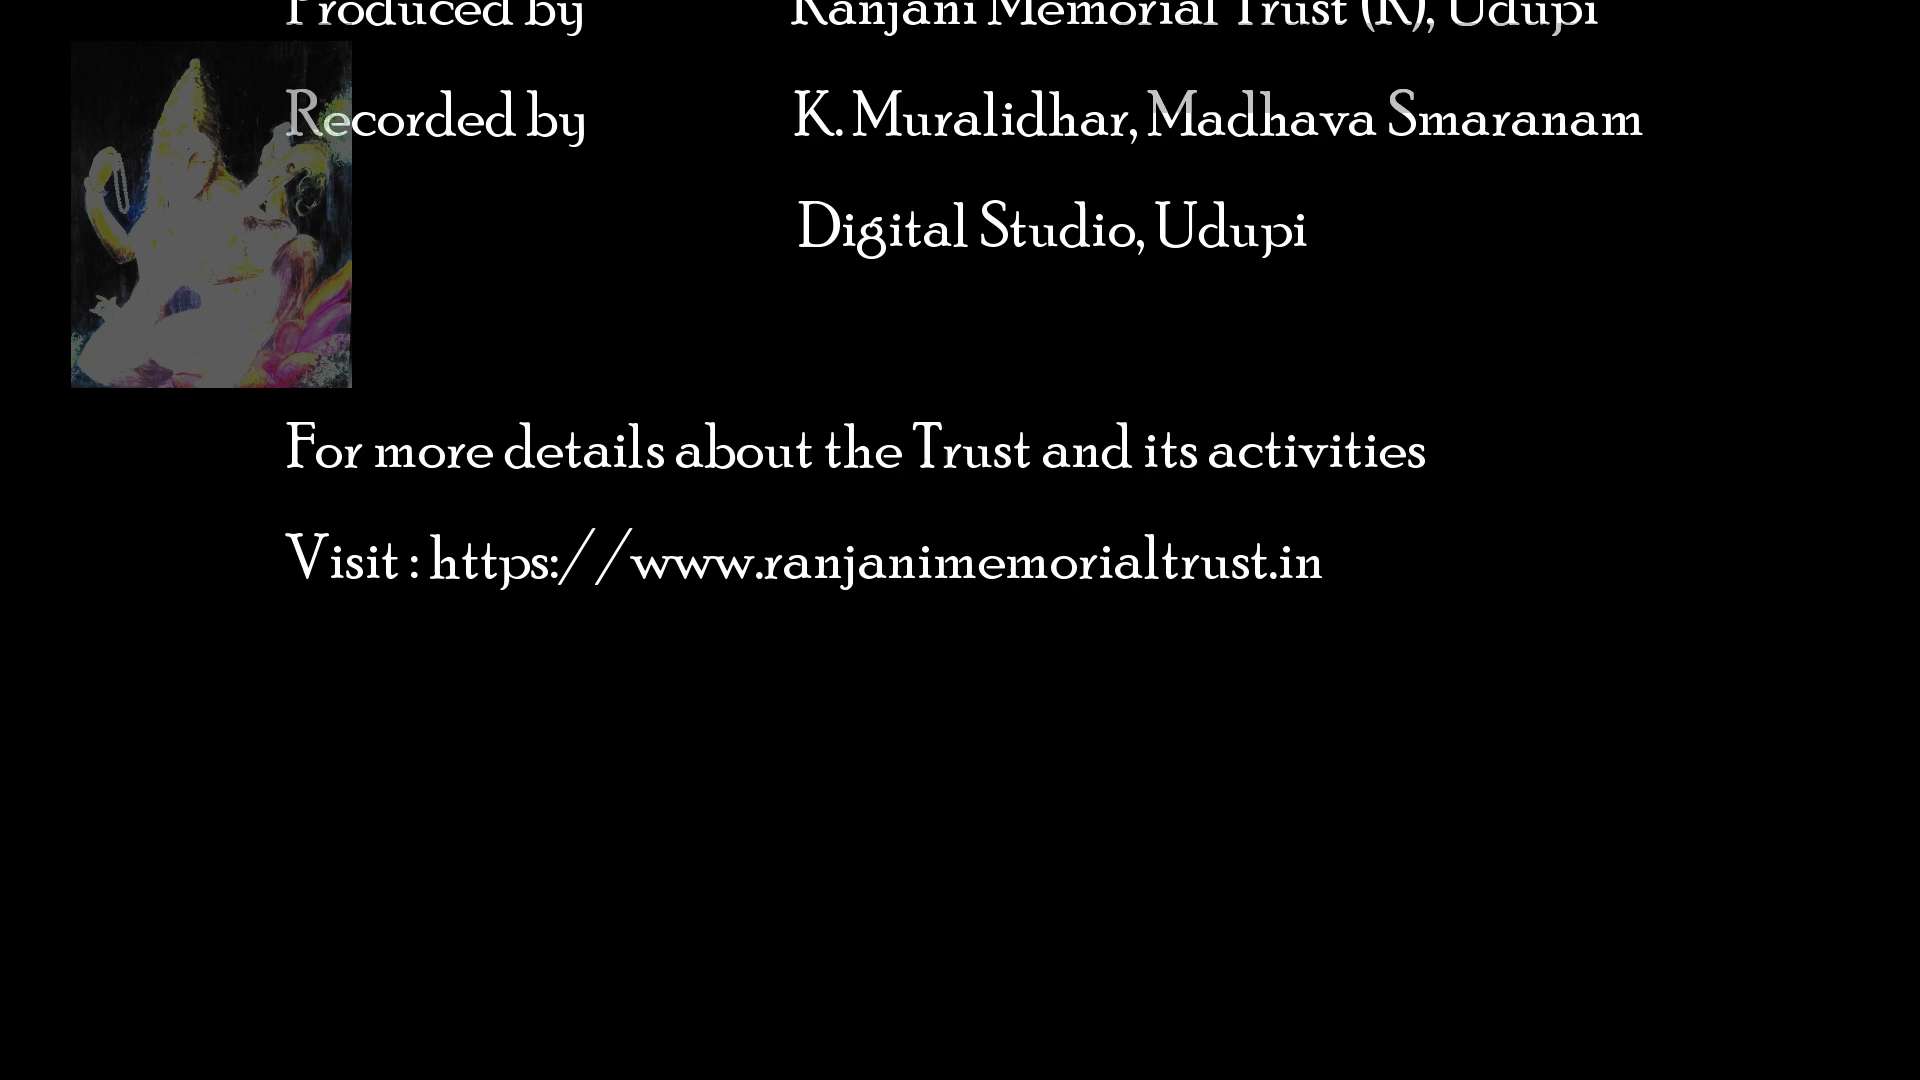 Produced by Ranjani Memorial Trust (R), Udupi
Recorded by K. Muralidhar, Madhava Smaranam
Digital Studio, Udupi
For more details about the Trust and its activities
Visit : https://www.ranjanimemorialtrust.in